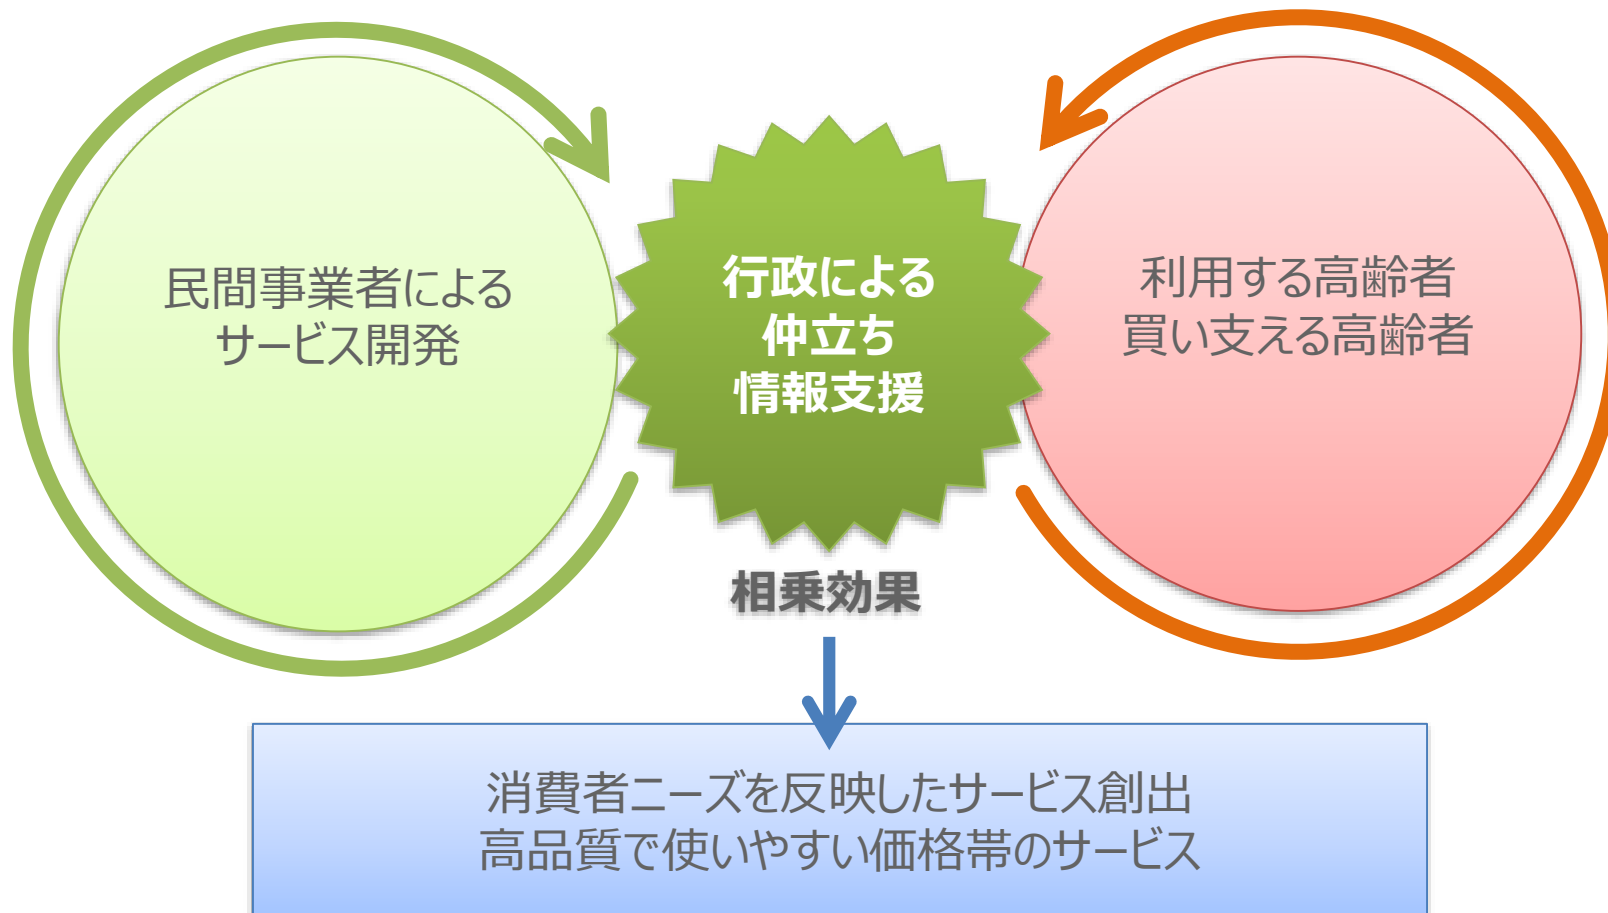 民間事業者による
サービス開発
行政による
仲立ち
情報支援
利用する高齢者
買い支える高齢者
相乗効果
消費者ニーズを反映したサービス創出
高品質で使いやすい価格帯のサービス